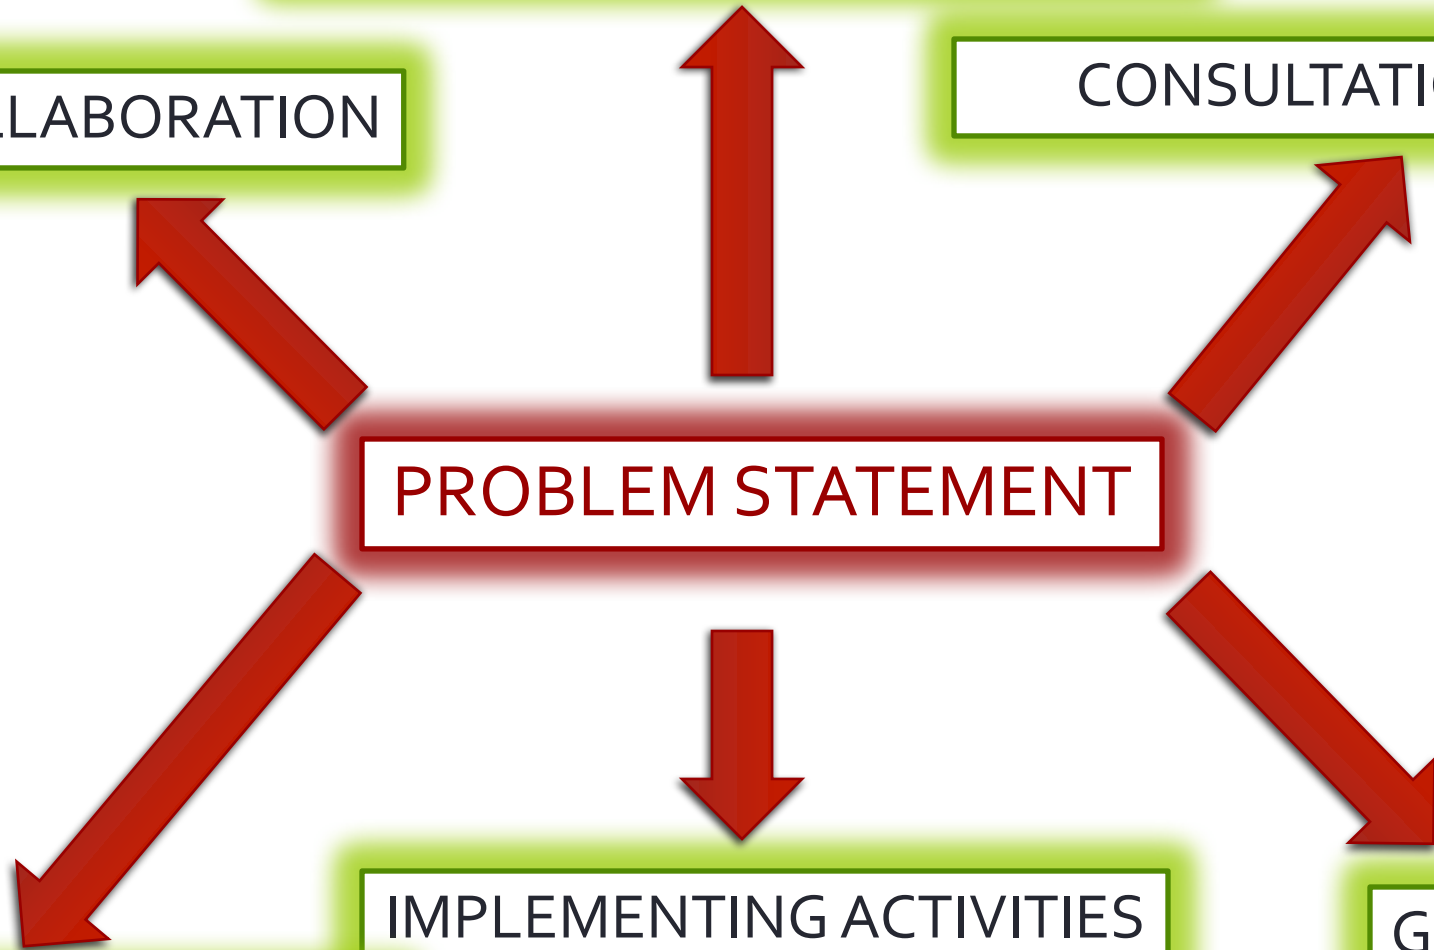 CONSULTATI
LLABORATION
PROBLEM STATEMENT
IMPLEMENTING ACTIVITIES
G